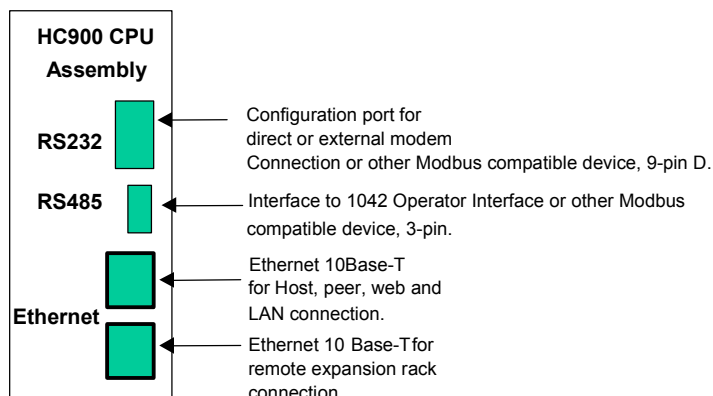 HC900 CPU
Assembly
RS232
Configuration port for
direct or external modem
Connection or other Modbus compatible device, 9-pin D.
RS485
Interface to 1042 Operator Interface or other Modbus
compatible device, 3-pin.
Ethernet
Ethernet 10Base-T
for Host, peer, web and
LAN connection.
Ethernet 10 Base-Tfor
remote expansion rack
connection